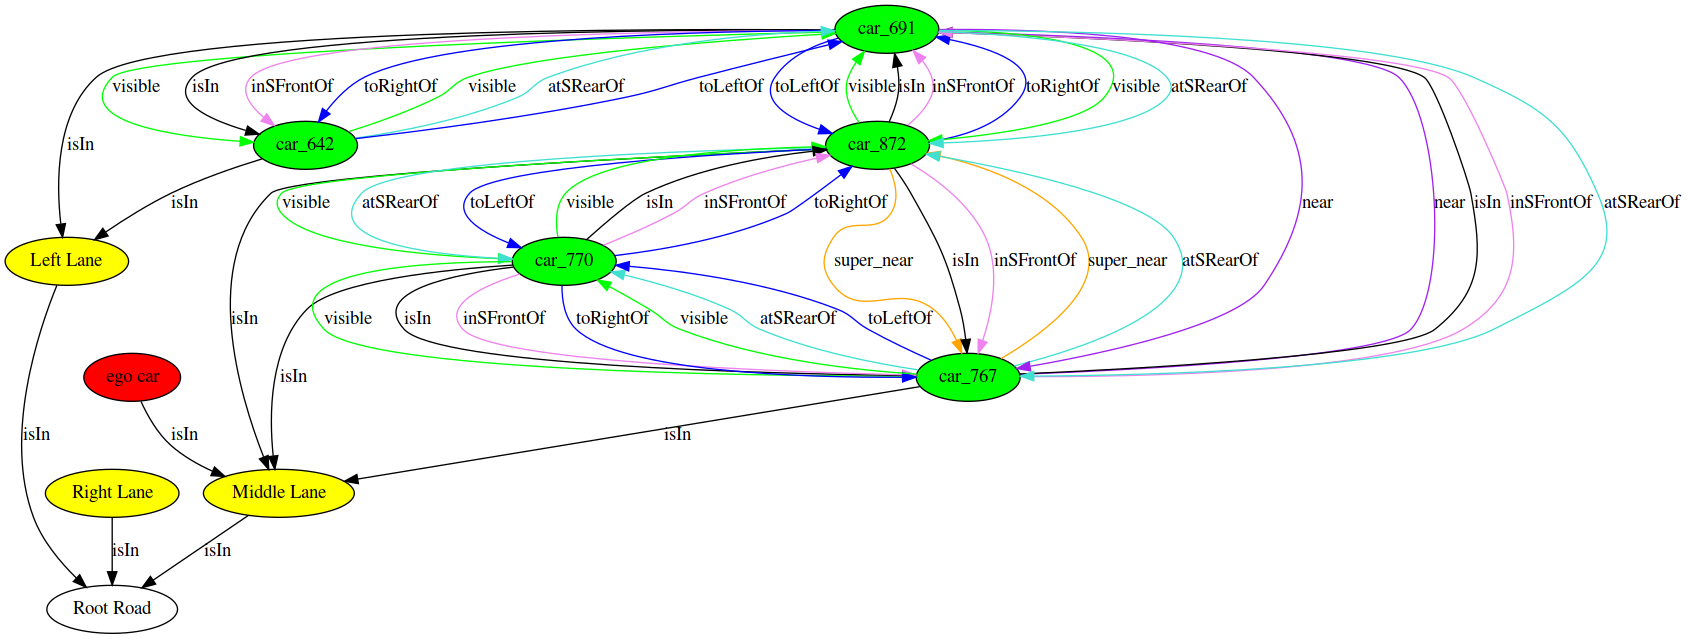 car_691
visible
isIn
inSFrontOf
toRightOf
visible
atSRearOf
toLeftOf
toLeftOf
visible
isIn
inSFrontOf
toRightOf
visible
atSRearOf
isIn
car_642
car_872
isIn
visible
atSRearOf
toLeftOf
visible
isIn
inSFrontOf
toRightOf
near
near
isIn
inSFrontOf
atSRearOf
Left Lane
car_770
super_near
isIn
inSFrontOf
super_near
atSRearOf
isIn
visible
isIn
inSFrontOf
toRightOf
visible
atSRearOf
toLeftOf
ego car
isIn
car_767
isIn
isIn
isIn
Right Lane
Middle Lane
isIn
isIn
Root Road